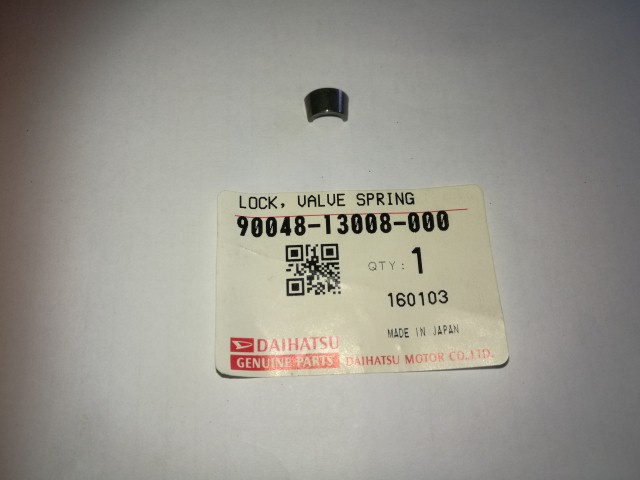 LOCK, VALVE SPRING
90048-13008-000
QTY: 1
160103
MADE IN JAPAN
DAIHATSU
GENUINE PARTS DAIHATSU MOTOR CO.,LTD.